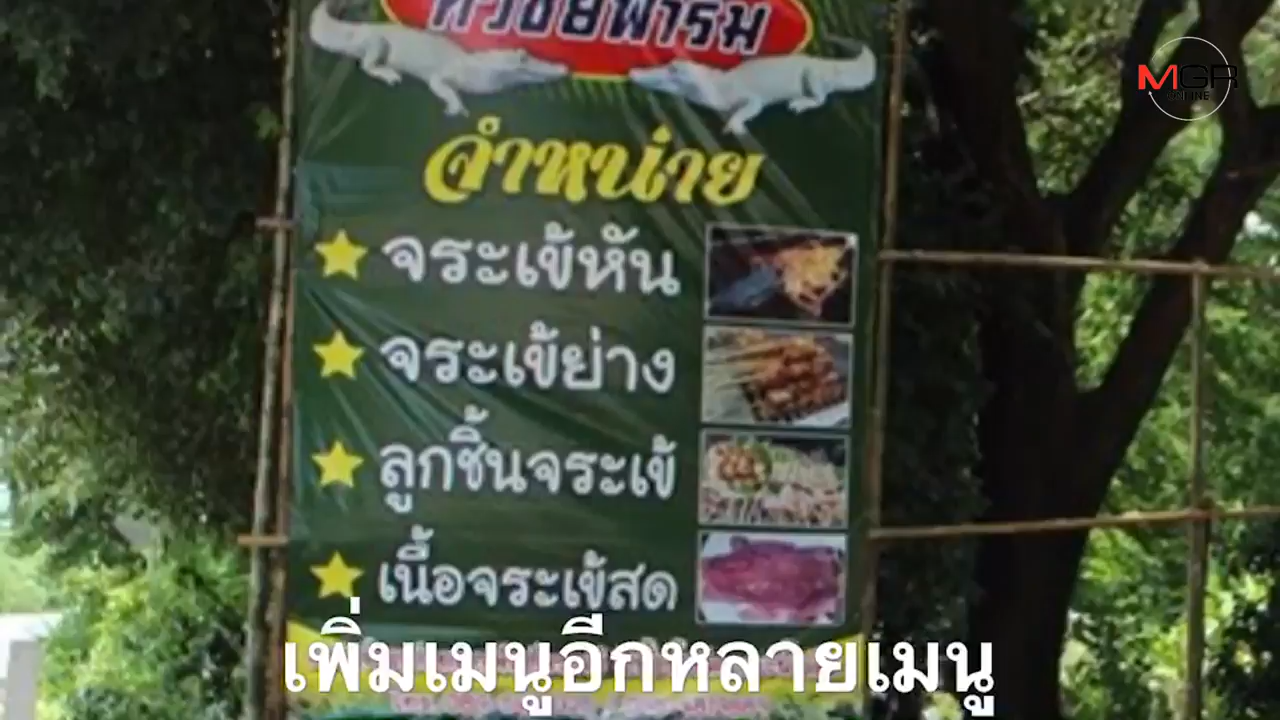 MGR
ONLINE
จำหน่าย
จระเข้หัน
จระเข้ย่าง
ลูกชิ้นจระเข้
เนื้อจระเข้สด
เพิ่มเมนูอีกหลายเมนู